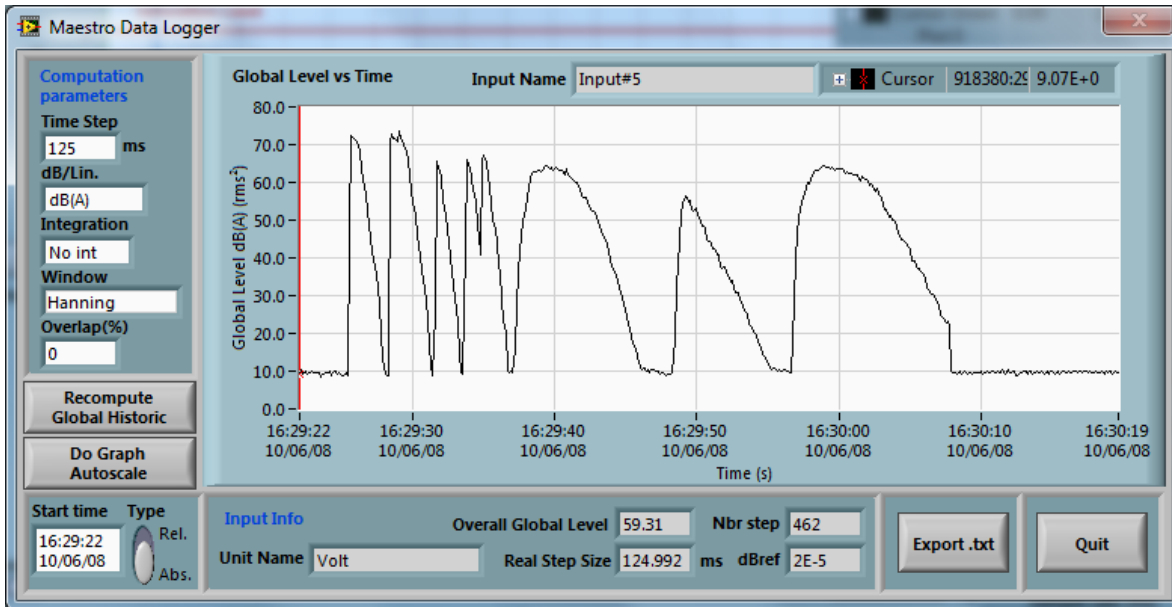 Maestro Data Logger
Computation
parameters
Time Step
125 ms
dB/Lin.
dB(A)
Integration
No int
Window
Hanning
Overlap(%)
0
Recompute
Global Historic
Do Graph
Autoscale
Start time
16:29:22
10/06/08
Type
Rel.
Abs.
Global Level vs Time
Input Name Input#5
Cursor 918380:29 9.07E+0
Global Level dB(A) (rms²)
80.0
70.0
60.0
50.0
40.0
30.0
20.0
10.0
0.0
16:29:22 16:29:30 16:29:40 16:29:50 16:30:00 16:30:10 16:30:19
10/06/08 10/06/08 10/06/08 10/06/08 10/06/08 10/06/08 10/06/08
Time (s)
Input Info
Unit Name Volt
Overall Global Level 59.31
Nbr step 462
Real Step Size 124.992 ms
dBref 2E-5
Export .txt
Quit